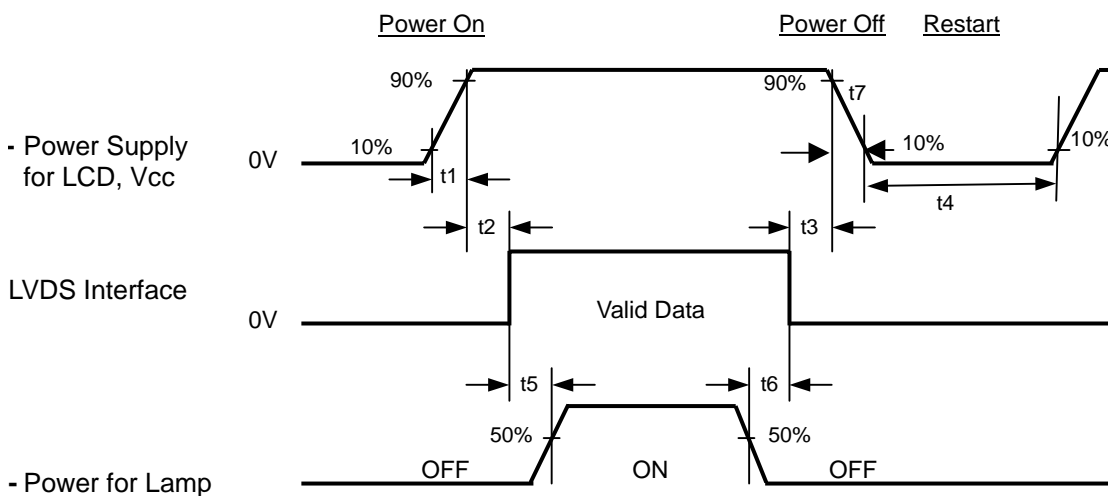 Power On
Power Off
Restart
90%
90%
t7
- Power Supply
for LCD, Vcc
0V
10%
10%
10%
t1
t4
t2
t3
LVDS Interface
0V
Valid Data
t5
t6
50%
50%
- Power for Lamp
OFF
ON
OFF